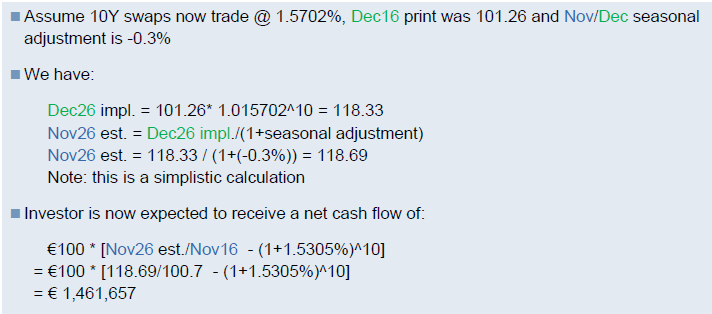 Assume 10Y swaps now trade @ 1.5702%, Dec16 print was 101.26 and Nov/Dec seasonal
adjustment is -0.3%
We have:
Dec26 impl. = 101.26* 1.015702^10 = 118.33
Nov26 est. = Dec26 impl./(1+seasonal adjustment)
Nov26 est. = 118.33 / (1+(-0.3%)) = 118.69
Note: this is a simplistic calculation
Investor is now expected to receive a net cash flow of:
€100 * [Nov26 est./Nov16 - (1+1.5305%)^10]
= €100 * [118.69/100.7 - (1+1.5305%)^10]
= € 1,461,657